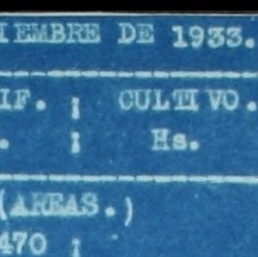 IEMBRE DE 1933.
IF. ; CULTIVO.
. ; Hs.
(AREAS.)
470 ;